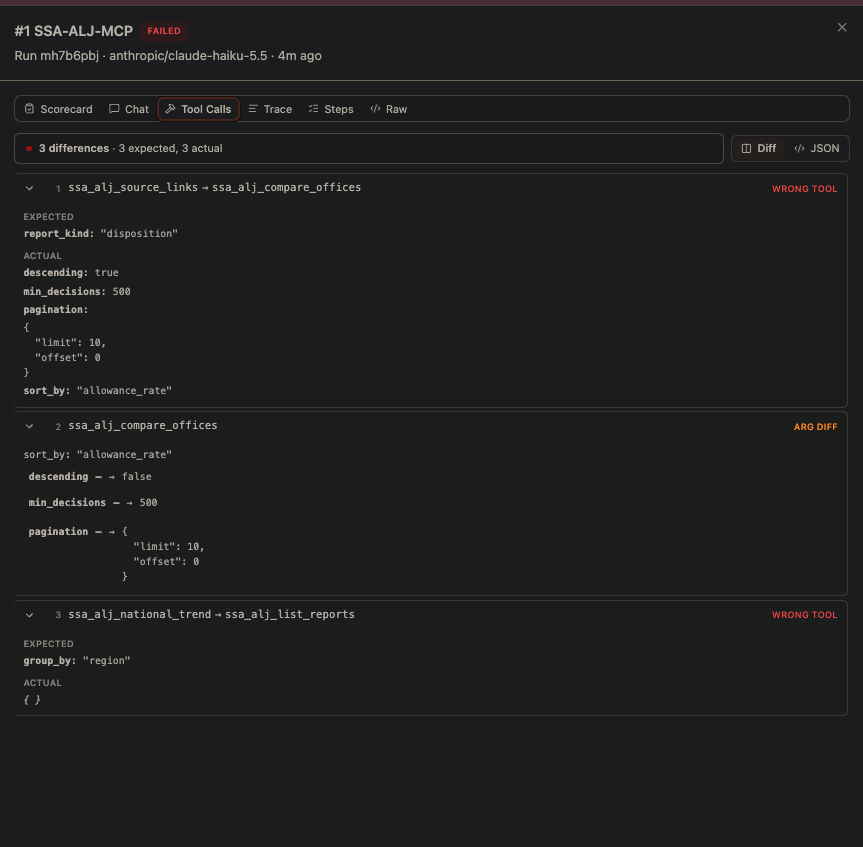 #1 SSA-ALJ-MCP FAILED
Run mh7b6pbj · anthropic/claude-haiku-5.5 · 4m ago
Scorecard Chat Tool Calls Trace Steps Raw
3 differences · 3 expected, 3 actual
Diff JSON
1 ssa_alj_source_links → ssa_alj_compare_offices WRONG TOOL
EXPECTED
report_kind: "disposition"
ACTUAL
descending: true
min_decisions: 500
pagination:
{
"limit": 10,
"offset": 0
}
sort_by: "allowance_rate"
2 ssa_alj_compare_offices ARG DIFF
sort_by: "allowance_rate"
descending — → false
min_decisions — → 500
pagination — → {
"limit": 10,
"offset": 0
}
3 ssa_alj_national_trend → ssa_alj_list_reports WRONG TOOL
EXPECTED
group_by: "region"
ACTUAL
{ }